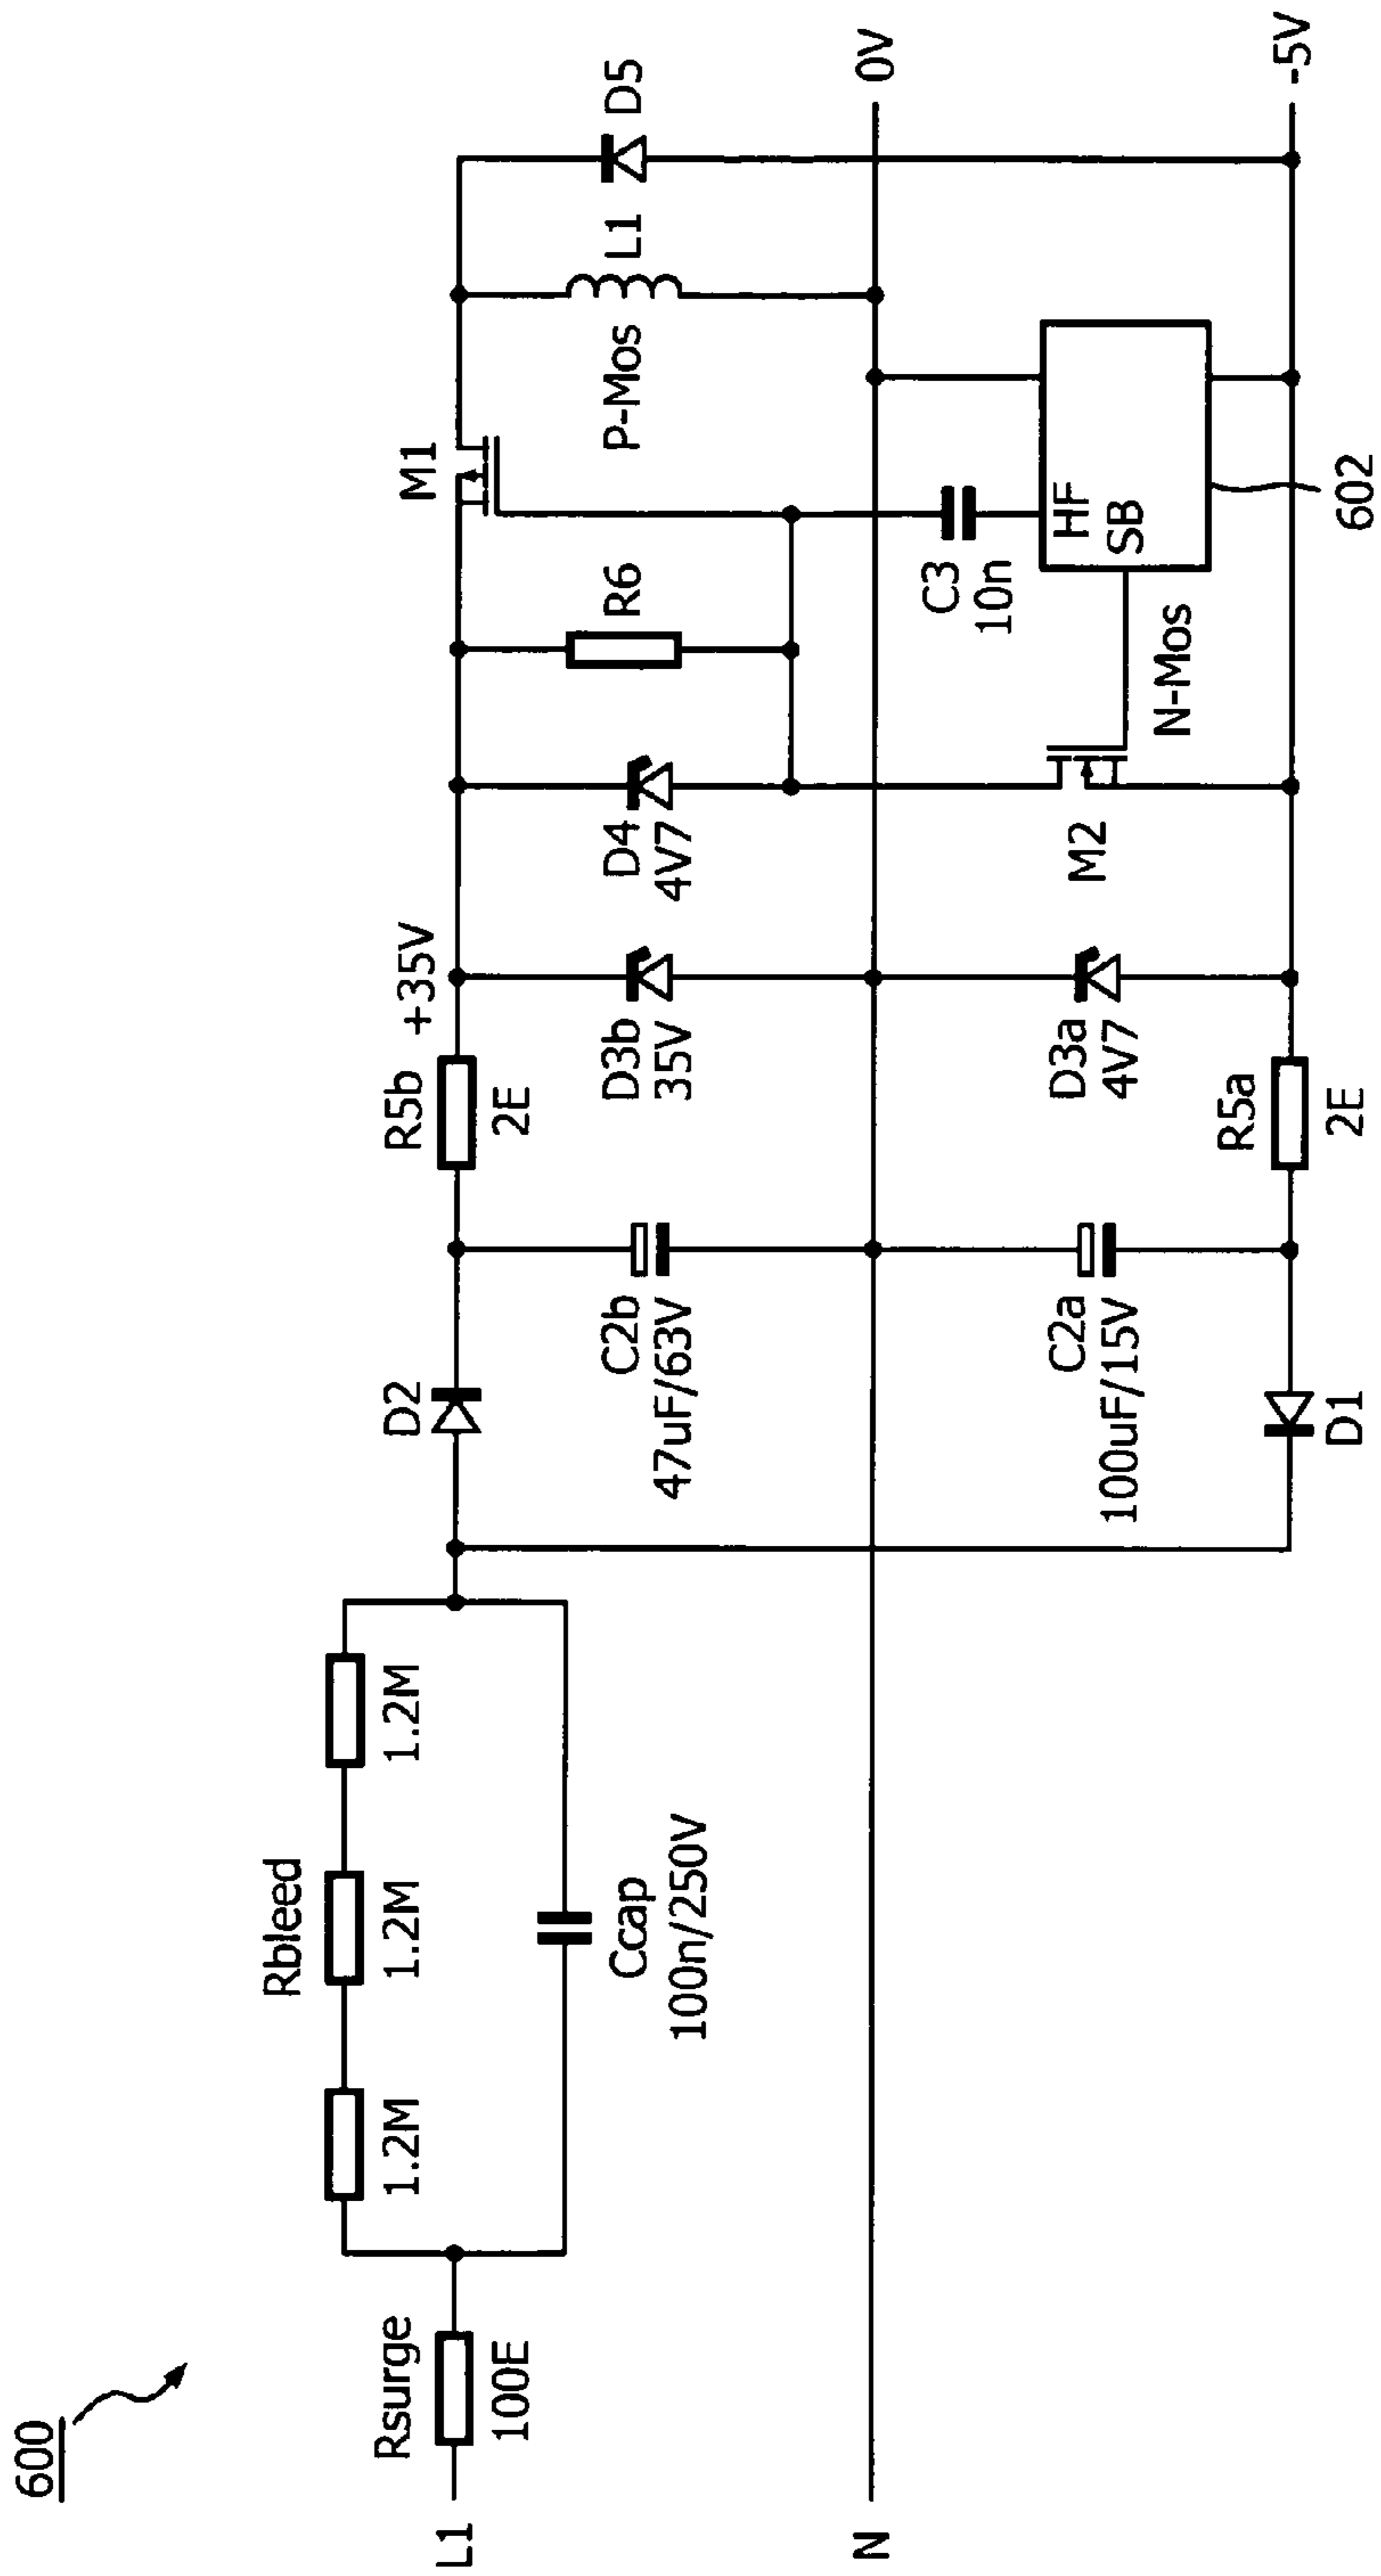 600
L1
Rsurge
100E
Rbleed
1.2M
1.2M
1.2M
Ccap
100n/250V
N
D2
D1
C2b
47uF/63V
C2a
100uF/15V
R5b
2E
R5a
2E
+35V
D3b
35V
D3a
4V7
D4
4V7
M2
N-Mos
R6
C3
10n
M1
P-Mos
HF
SB
602
L1
D5
0V
-5V